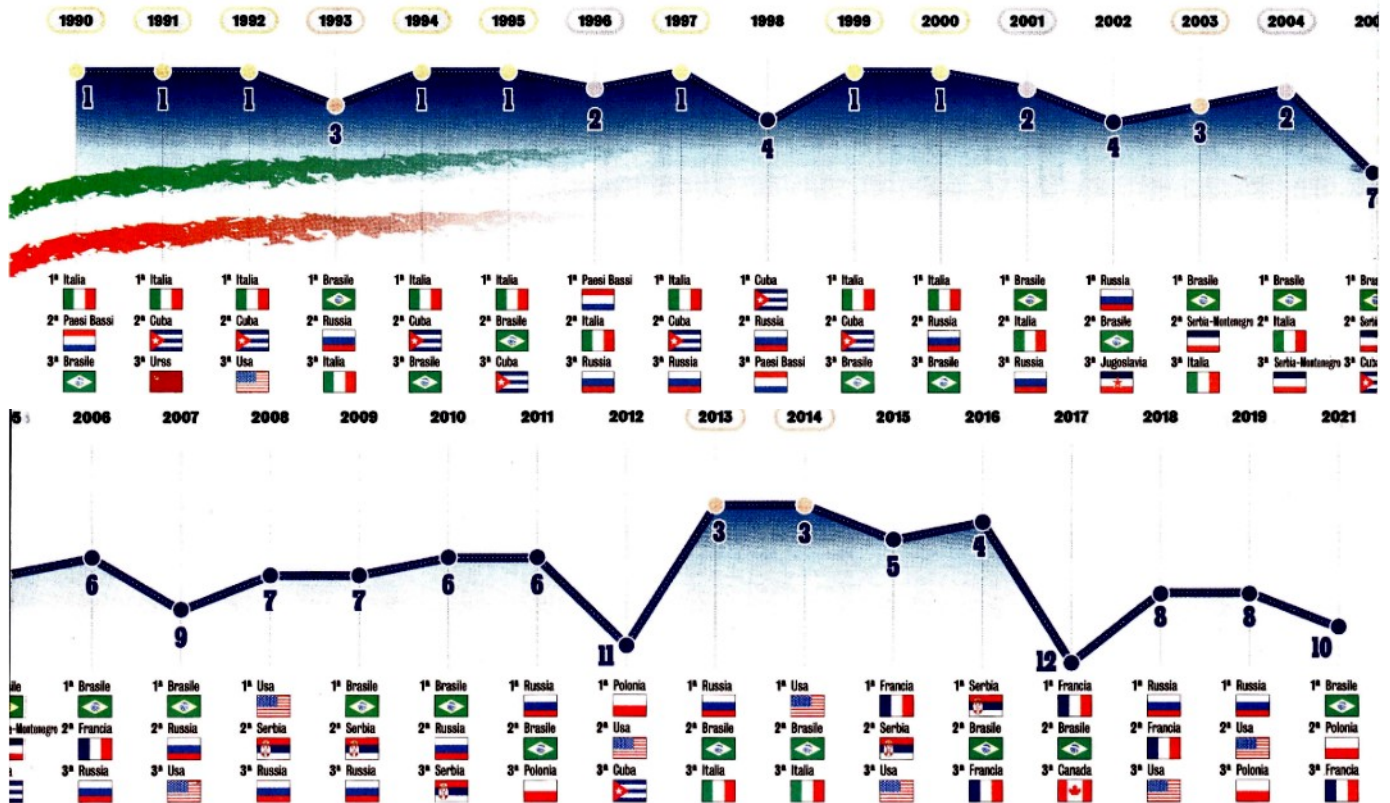 1990 1991 1992 1993 1994 1995 1996 1997 1998 1999 2000 2001 2002 2003 2004 200
1 1 1 3 1 1 2 1 4 1 1 2 4 3 2 7
1ª Italia 1ª Italia 1ª Italia 1ª Brasile 1ª Italia 1ª Italia 1ª Paesi Bassi 1ª Italia 1ª Cuba 1ª Italia 1ª Italia 1ª Brasile 1ª Russia 1ª Brasile 1ª Brasile 1ª Bra
2ª Paesi Bassi 2ª Cuba 2ª Cuba 2ª Russia 2ª Cuba 2ª Brasile 2ª Italia 2ª Cuba 2ª Russia 2ª Cuba 2ª Russia 2ª Italia 2ª Brasile 2ª Serbia-Montenegro 2ª Italia 2ª Serbi
3ª Brasile 3ª Urss 3ª Usa 3ª Italia 3ª Brasile 3ª Cuba 3ª Russia 3ª Russia 3ª Paesi Bassi 3ª Brasile 3ª Brasile 3ª Russia 3ª Jugoslavia 3ª Italia 3ª Serbia-Montenegro 3ª Cub
5 2006 2007 2008 2009 2010 2011 2012 2013 2014 2015 2016 2017 2018 2019 2021
6 9 7 7 6 6 11 3 3 5 4 12 8 8 10
sile 1ª Brasile 1ª Brasile 1ª Usa 1ª Brasile 1ª Brasile 1ª Russia 1ª Polonia 1ª Russia 1ª Usa 1ª Francia 1ª Serbia 1ª Francia 1ª Russia 1ª Russia 1ª Brasile
a-Montenegro 2ª Francia 2ª Russia 2ª Serbia 2ª Serbia 2ª Russia 2ª Brasile 2ª Usa 2ª Brasile 2ª Brasile 2ª Serbia 2ª Brasile 2ª Brasile 2ª Francia 2ª Usa 2ª Polonia
a 3ª Russia 3ª Usa 3ª Russia 3ª Russia 3ª Serbia 3ª Polonia 3ª Cuba 3ª Italia 3ª Italia 3ª Usa 3ª Francia 3ª Canada 3ª Usa 3ª Polonia 3ª Francia